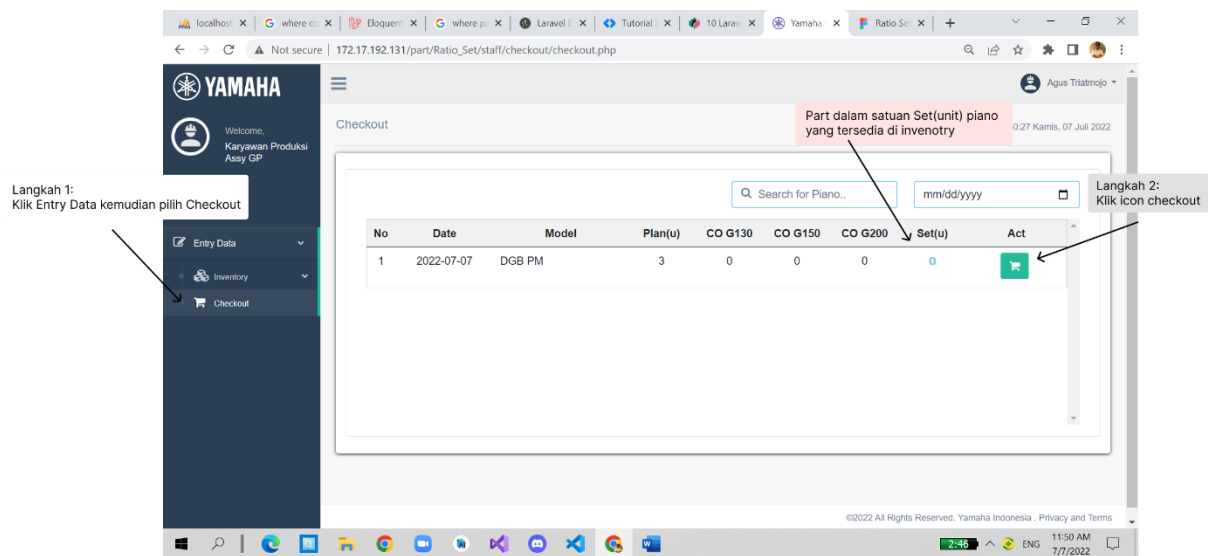 localhost
where co
Eloquent
where pa
Laravel E
Tutorial
10 Larav
Yamaha
Ratio Set
Not secure | 172.17.192.131/part/Ratio_Set/staff/checkout/checkout.php
YAMAHA
Agus Triatmojo
Welcome,
Karyawan Produksi
Assy GP
Checkout
Part dalam satuan Set(unit) piano
yang tersedia di invenotry
0:27 Kamis, 07 Juli 2022
Langkah 1:
Klik Entry Data kemudian pilih Checkout
Search for Piano..
mm/dd/yyyy
Langkah 2:
Klik icon checkout
Entry Data
Inventory
Checkout
No Date Model Plan(u) CO G130 CO G150 CO G200 Set(u) Act
1 2022-07-07 DGB PM 3 0 0 0 0
©2022 All Rights Reserved. Yamaha Indonesia . Privacy and Terms
2:46 ENG 11:50 AM
7/7/2022